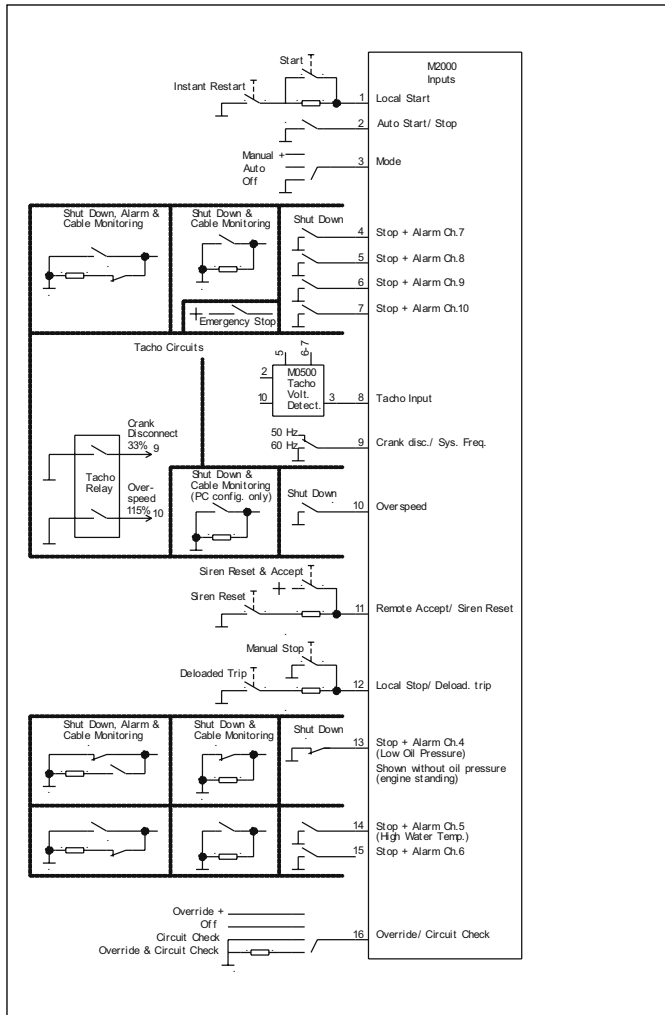 M2000
Inputs
Start
Instant Restart
1 Local Start
2 Auto Start/ Stop
Manual +
Auto
Off
3 Mode
Shut Down, Alarm &
Cable Monitoring
Shut Down &
Cable Monitoring
Shut Down
4 Stop + Alarm Ch.7
5 Stop + Alarm Ch.8
6 Stop + Alarm Ch.9
7 Stop + Alarm Ch.10
+
Emergency Stop
Tacho Circuits
5 6-7
2
10
M0500
Tacho
Volt.
Detect.
3 8 Tacho Input
50 Hz
60 Hz
9 Crank disc./ Sys. Freq.
Crank
Disconnect
33% 9
Tacho
Relay
Over-
speed
115% 10
Shut Down &
Cable Monitoring
(PC config. only)
Shut Down
10 Overspeed
Siren Reset & Accept
+
Siren Reset
11 Remote Accept/ Siren Reset
Manual Stop
Deloaded Trip
12 Local Stop/ Deload. trip
Shut Down, Alarm &
Cable Monitoring
Shut Down &
Cable Monitoring
Shut Down
13 Stop + Alarm Ch.4
(Low Oil Pressure)
Shown without oil pressure
(engine standing)
14 Stop + Alarm Ch.5
(High Water Temp.)
15 Stop + Alarm Ch.6
Override +
Off
Circuit Check
Override & Circuit Check
16 Override/ Circuit Check